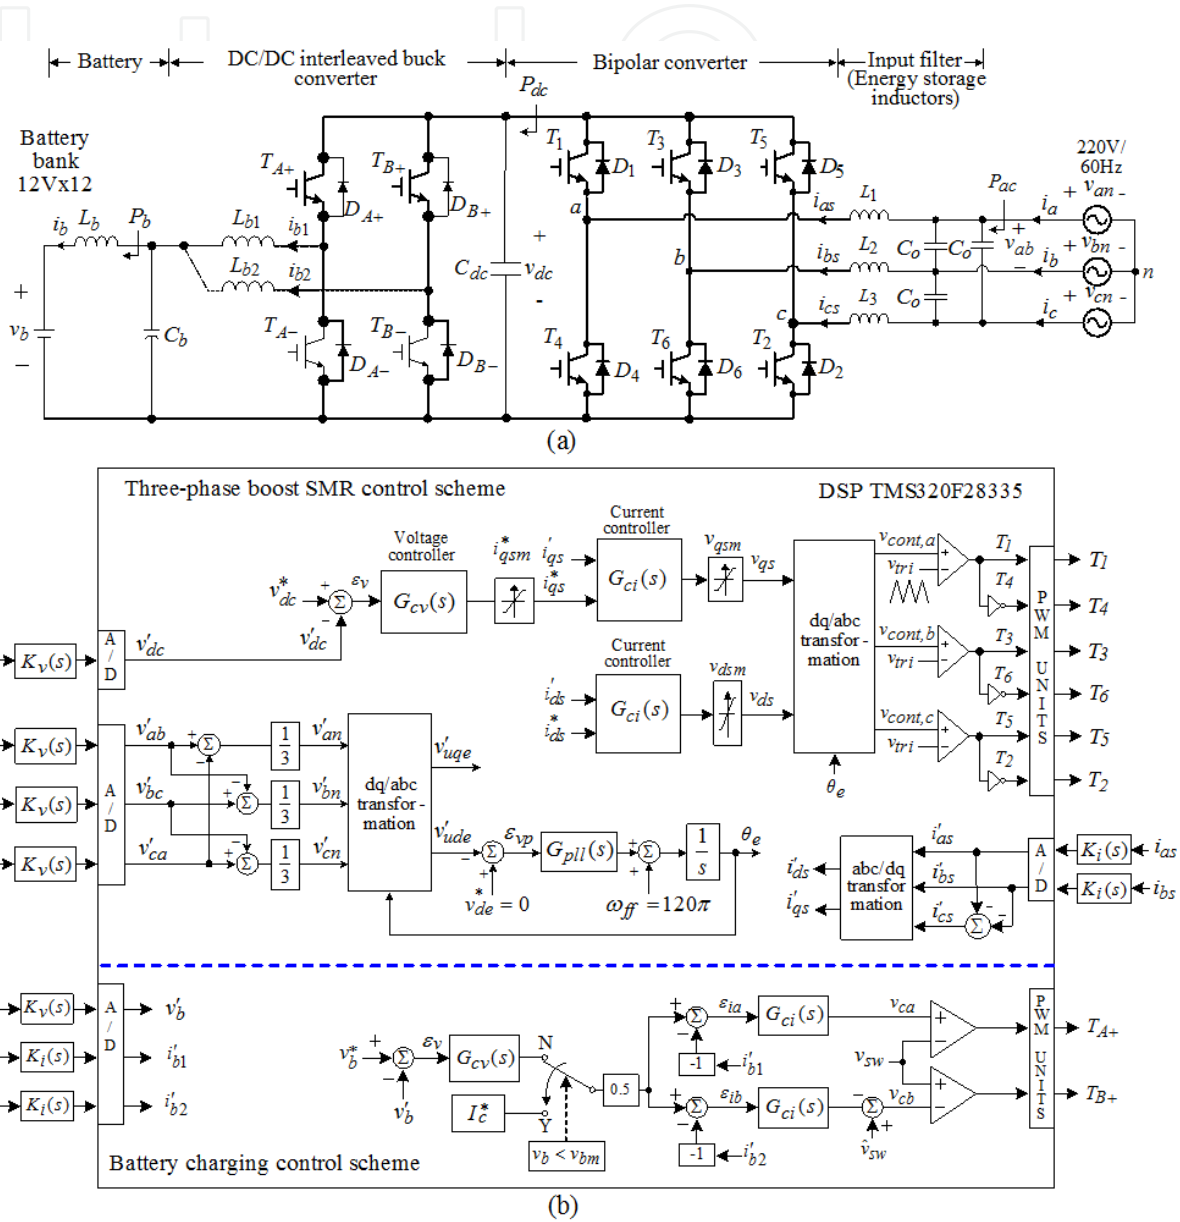 Battery
DC/DC interleaved buck
converter
Bipolar converter
Input filter
(Energy storage
inductors)
P_dc
Battery
bank
12Vx12
T_A+
T_B+
D_A+
D_B+
T_1
D_1
T_3
D_3
T_5
D_5
220V/
60Hz
P_ac
i_a
+ v_an -
i_b
L_b
P_b
L_b1
i_b1
L_b2
i_b2
a
b
c
i_as
i_bs
i_cs
L_1
L_2
L_3
C_o
C_o
C_o
+
v_ab
−
i_b
+ v_bn -
n
i_c
+ v_cn -
+
v_b
−
C_b
C_dc
+
v_dc
-
T_A−
D_A−
T_B−
D_B−
T_4
D_4
T_6
D_6
T_2
D_2
(a)
Three-phase boost SMR control scheme
DSP TMS320F28335
Voltage
controller
Current
controller
v*_dc
+
−
Σ
ε_v
G_cv(s)
i*_qsm
i'_qs
i*_qs
G_ci(s)
v_qsm
v_qs
v'_dc
K_v(s)
A
/
D
v'_dc
Current
controller
i'_ds
i*_ds
G_ci(s)
v_dsm
v_ds
dq/abc
transfor-
mation
θ_e
v_cont,a
v_tri
+
−
T_1
T_4
v_cont,b
v_tri
+
−
T_3
T_6
v_cont,c
v_tri
+
−
T_5
T_2
P
W
M
U
N
I
T
S
T_1
T_4
T_3
T_6
T_5
T_2
K_v(s)
K_v(s)
K_v(s)
A
/
D
v'_ab
v'_bc
v'_ca
+
−
Σ
−
+
Σ
−
+
Σ
1
3
1
3
1
3
v'_an
v'_bn
v'_cn
dq/abc
transfor-
mation
v'_uqe
v'_ude
−
+
Σ
v*_de = 0
ε_vp
G_pll(s)
+
+
Σ
ω_ff = 120π
1
s
θ_e
i'_ds
i'_qs
abc/dq
transfor
mation
i'_as
i'_bs
i'_cs
−
−
Σ
A
/
D
K_i(s)
i_as
K_i(s)
i_bs
K_v(s)
K_i(s)
K_i(s)
A
/
D
v'_b
i'_b1
i'_b2
v*_b
+
−
Σ
v'_b
ε_v
G_cv(s)
N
I*_c
Y
v_b < v_bm
0.5
+
−
Σ
ε_ia
G_ci(s)
v_ca
-1
i'_b1
+
−
Σ
ε_ib
G_ci(s)
−
+
Σ
v_cb
-1
i'_b2
v̂_sw
v_sw
+
−
+
−
P
W
M
U
N
I
T
S
T_A+
T_B+
Battery charging control scheme
(b)